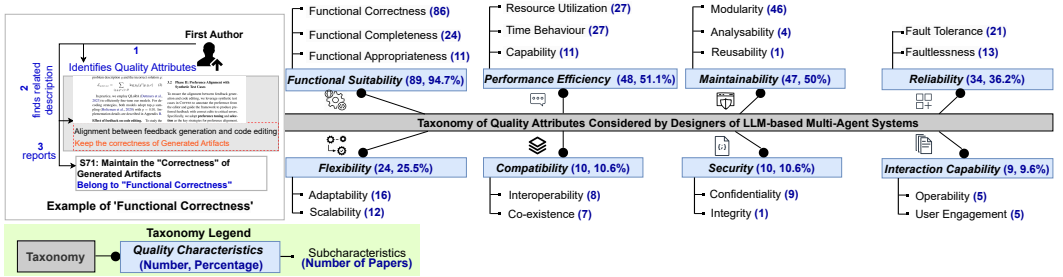 First Author
1
Identifies Quality Attributes
2
finds related
description
3
reports
Alignment between feedback generation and code editing
Keep the correctness of Generated Artifacts
S71: Maintain the "Correctness" of
Generated Artifacts
Belong to "Functional Correctness"
Example of 'Functional Correctness'
Functional Correctness (86)
Functional Completeness (24)
Functional Appropriateness (11)
Functional Suitability (89, 94.7%)
Resource Utilization (27)
Time Behaviour (27)
Capability (11)
Performance Efficiency (48, 51.1%)
Modularity (46)
Analysability (4)
Reusability (1)
Maintainability (47, 50%)
Fault Tolerance (21)
Faultlessness (13)
Reliability (34, 36.2%)
Taxonomy of Quality Attributes Considered by Designers of LLM-based Multi-Agent Systems
Flexibility (24, 25.5%)
Adaptability (16)
Scalability (12)
Compatibility (10, 10.6%)
Interoperability (8)
Co-existence (7)
Security (10, 10.6%)
Confidentiality (9)
Integrity (1)
Interaction Capability (9, 9.6%)
Operability (5)
User Engagement (5)
Taxonomy Legend
Taxonomy
Quality Characteristics
(Number, Percentage)
Subcharacteristics
(Number of Papers)